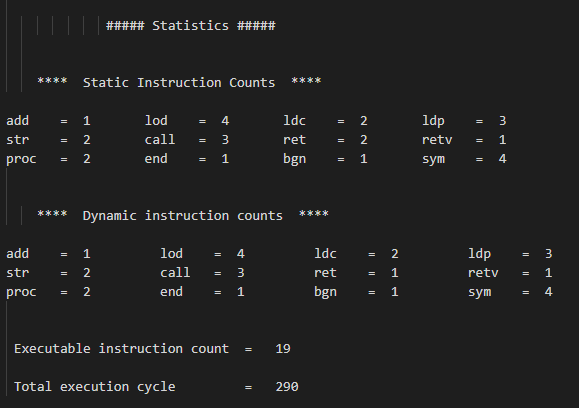 ##### Statistics #####
**** Static Instruction Counts ****
add = 1 lod = 4 ldc = 2 ldp = 3
str = 2 call = 3 ret = 2 retv = 1
proc = 2 end = 1 bgn = 1 sym = 4
**** Dynamic instruction counts ****
add = 1 lod = 4 ldc = 2 ldp = 3
str = 2 call = 3 ret = 1 retv = 1
proc = 2 end = 1 bgn = 1 sym = 4
Executable instruction count = 19
Total execution cycle = 290